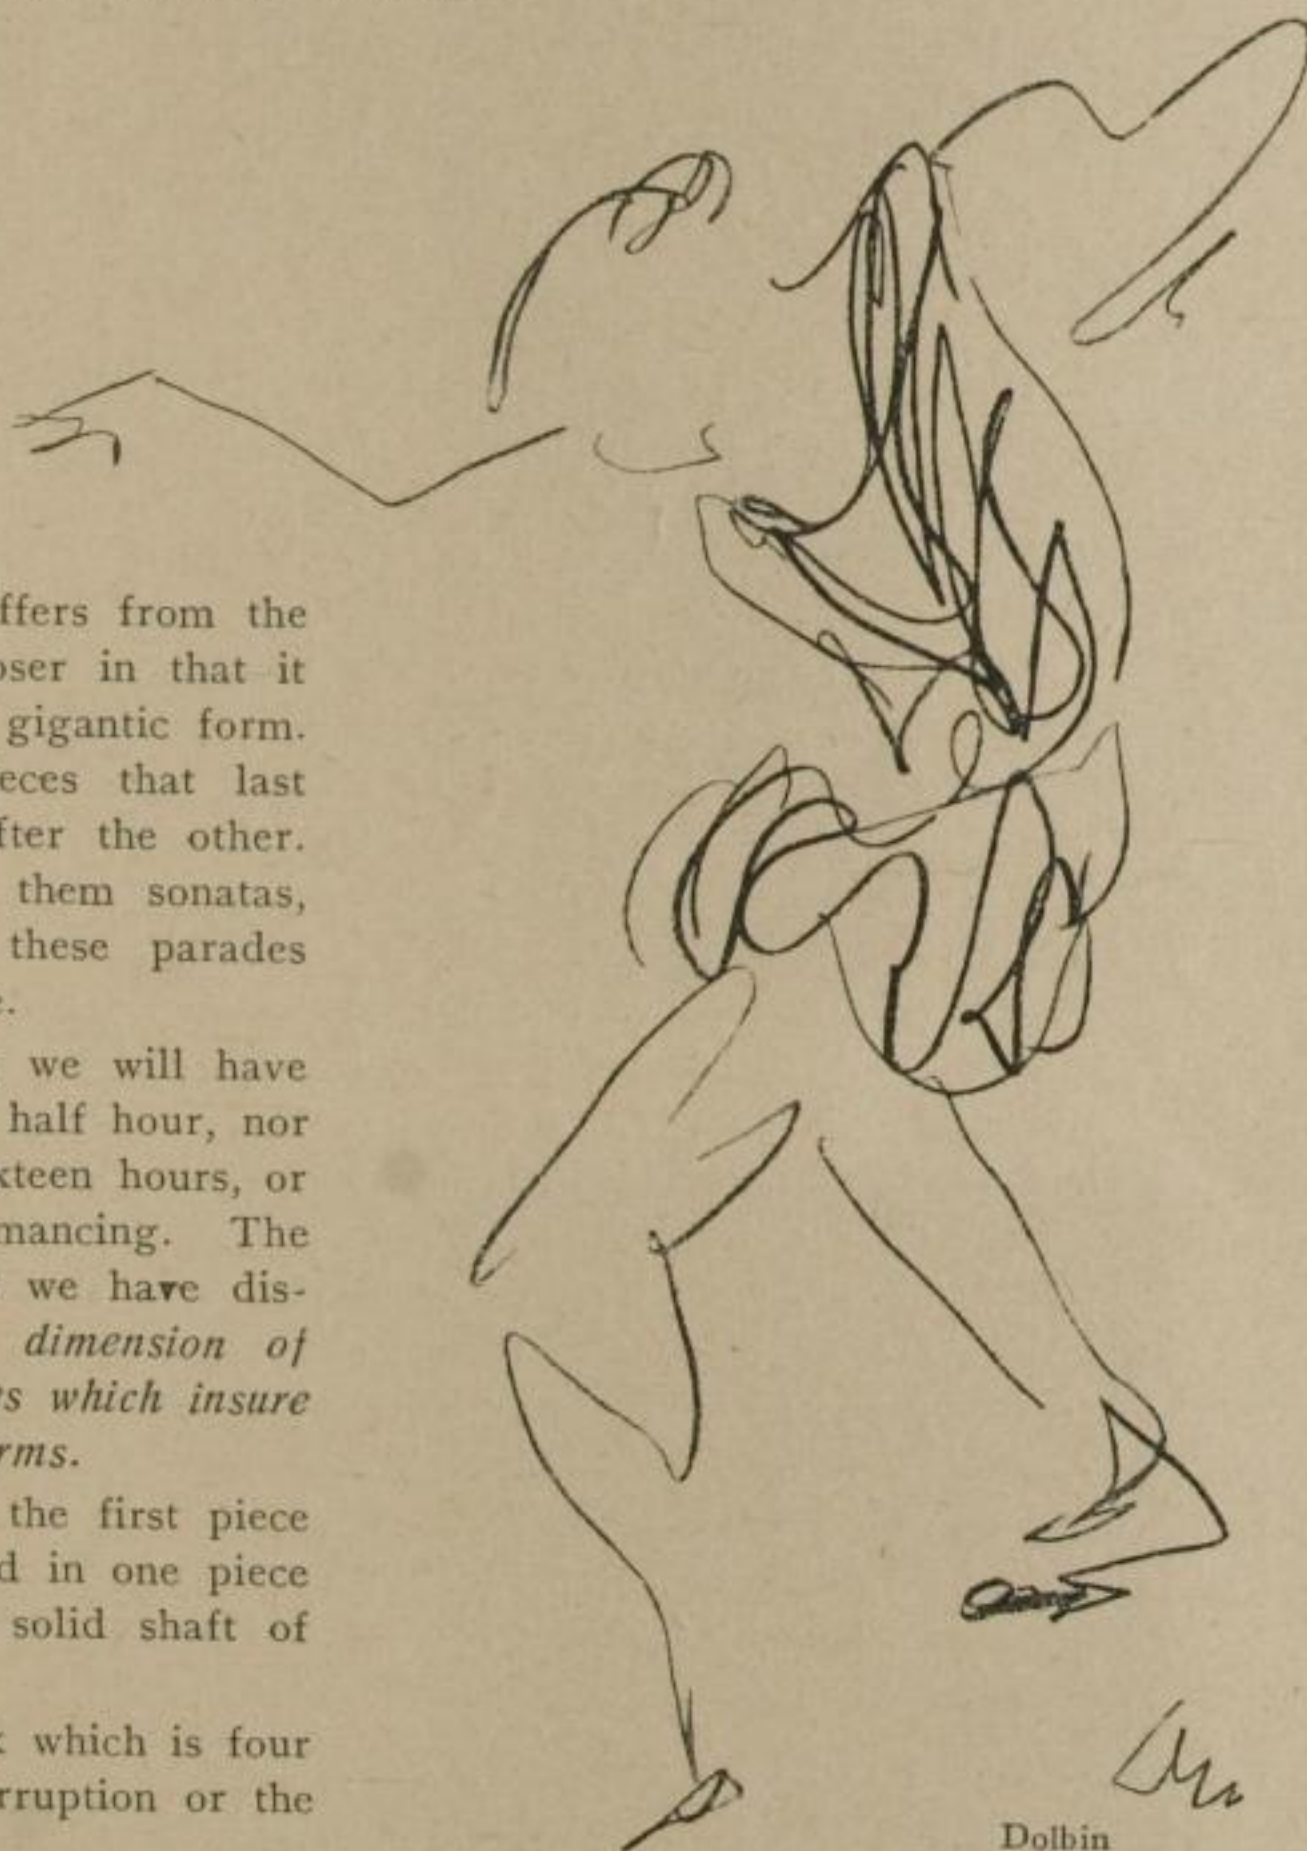 ffers from the
oser in that it
gigantic form.
eces that last
fter the other.
them sonatas,
these parades
e.
we will have
half hour, nor
xteen hours, or
mancing. The
we have dis-
dimension of
s which insure
rms.
the first piece
d in one piece
solid shaft of
which is four
rruption or the
Dolbin